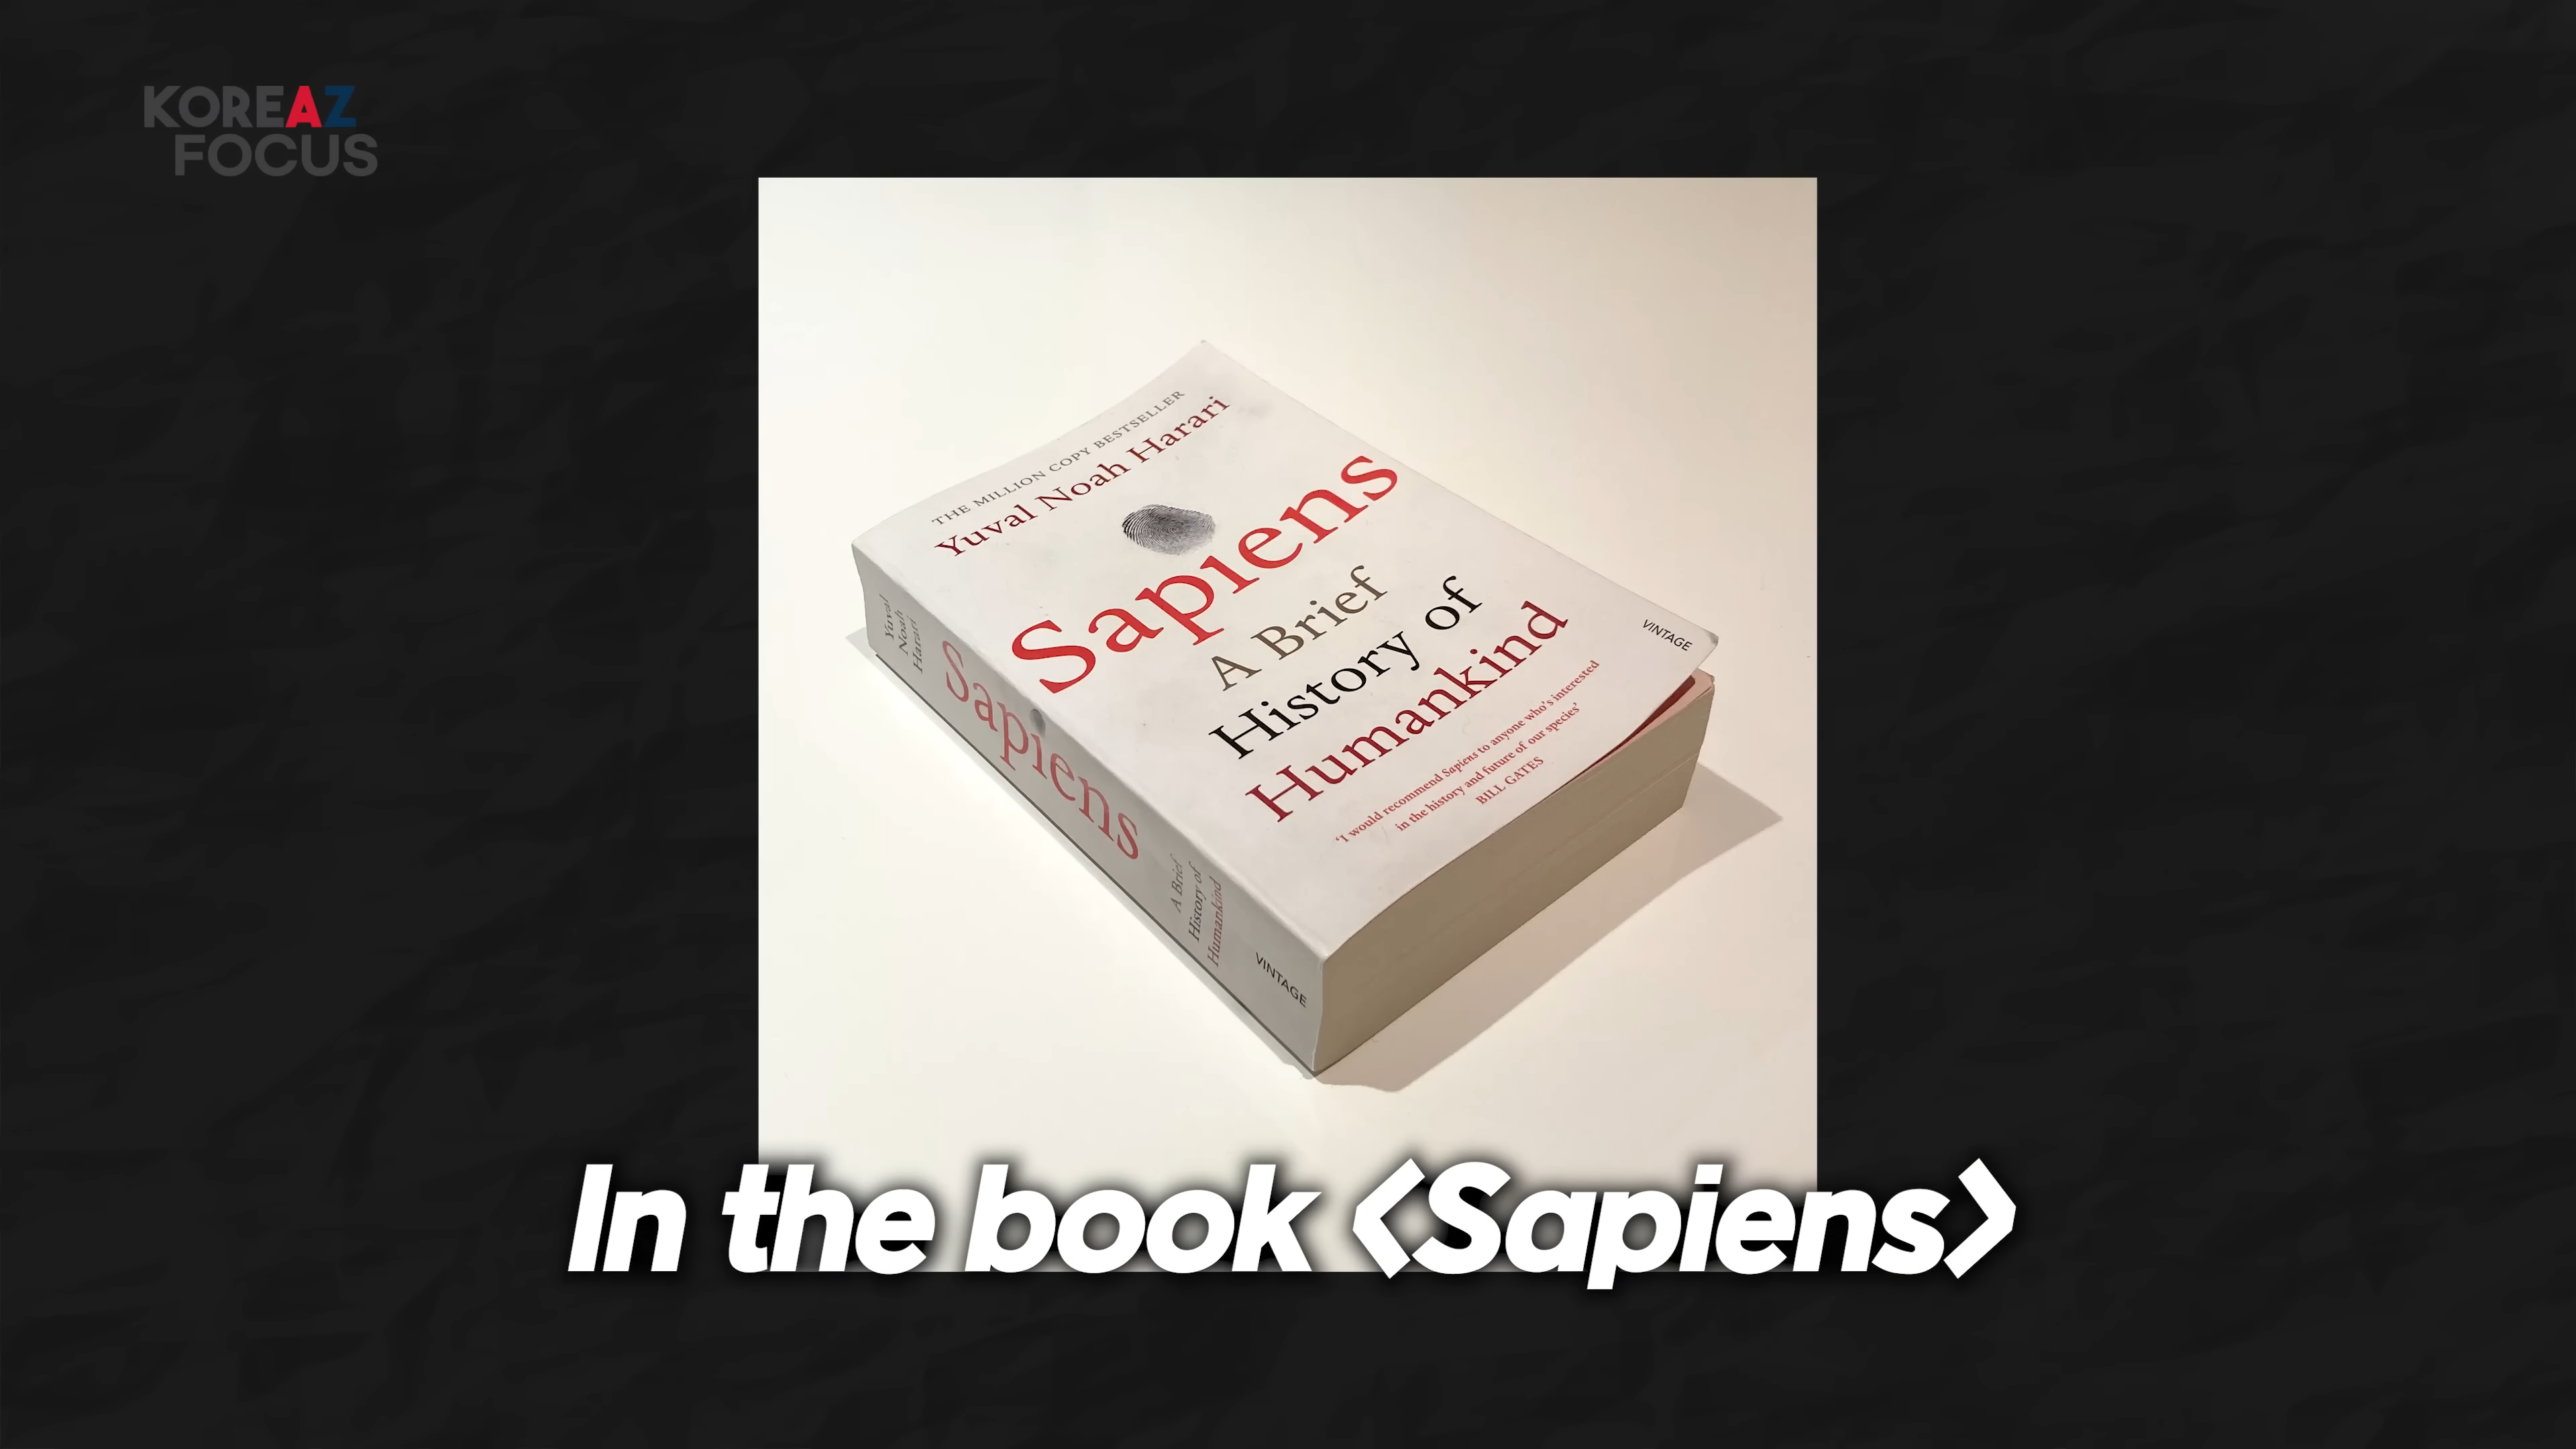 KOREAZ
FOCUS
THE MILLION COPY BESTSELLER
Yuval Noah Harari
Sapiens
A Brief
History of
Humankind
'I would recommend Sapiens to anyone who's interested
in the history and future of our species'
BILL GATES
VINTAGE
Yuval
Noah
Harari
Sapiens
A Brief
History of
Humankind
VINTAGE
In the book <Sapiens>